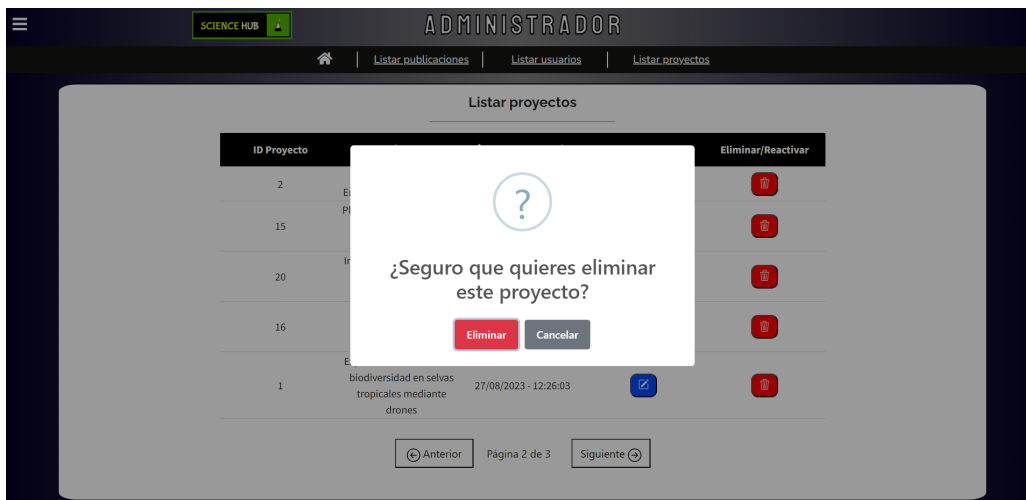 SCIENCE HUB
ADMINISTRADOR
Listar publicaciones
Listar usuarios
Listar proyectos
Listar proyectos
ID Proyecto
Eliminar/Reactivar
2
15
20
16
1
biodiversidad en selvas
tropicales mediante
drones
27/08/2023 - 12:26:03
?
¿Seguro que quieres eliminar
este proyecto?
Eliminar
Cancelar
Anterior
Página 2 de 3
Siguiente